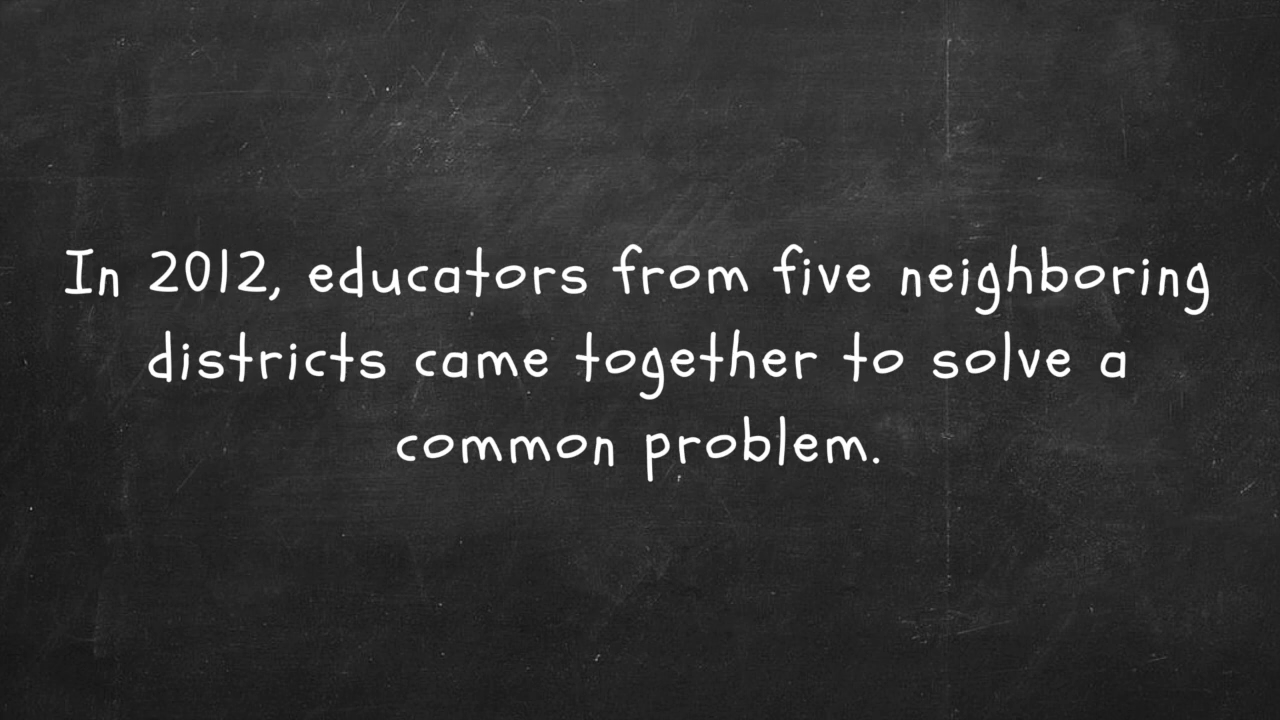 In 2012, educators from five neighboring
districts came together to solve a
common problem.